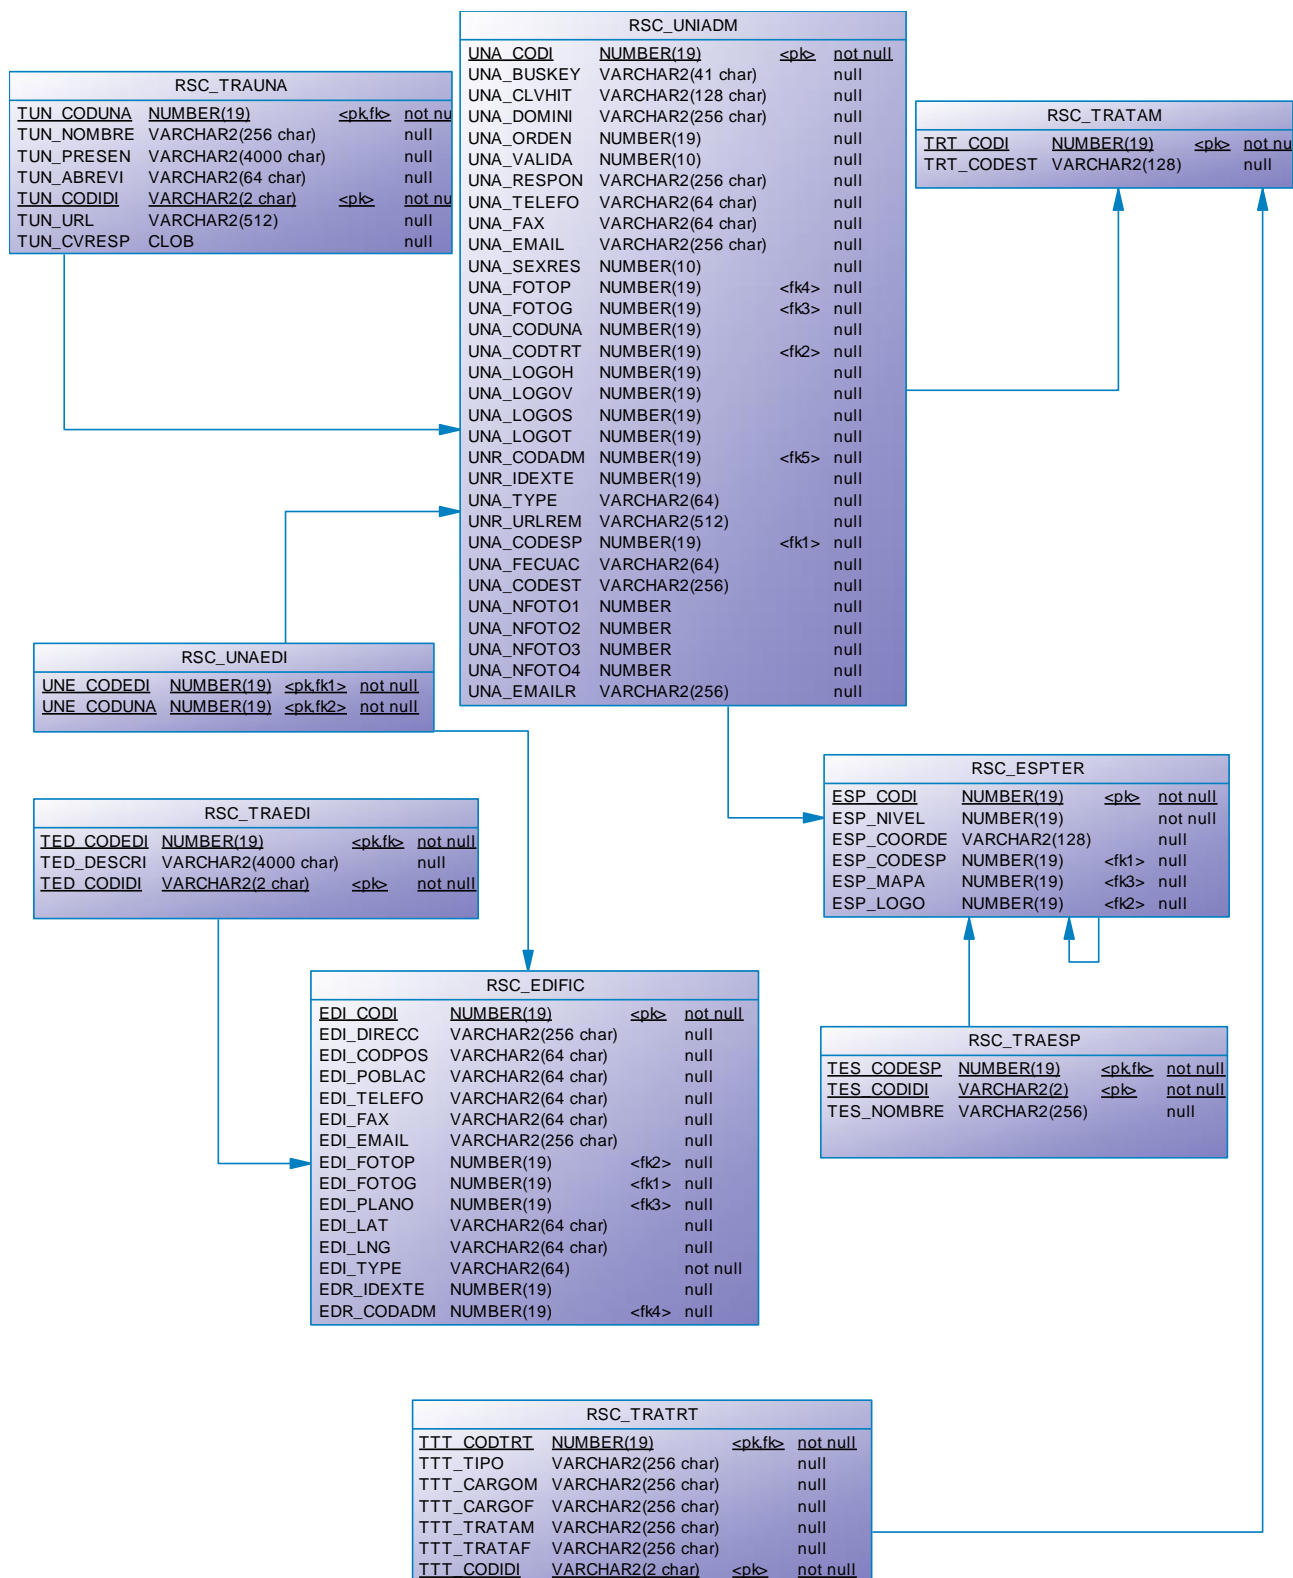 RSC_UNIADM
UNA_CODI NUMBER(19) <pk> not null
UNA_BUSKEY VARCHAR2(41 char) null
UNA_CLVHIT VARCHAR2(128 char) null
UNA_DOMINI VARCHAR2(256 char) null
UNA_ORDEN NUMBER(19) null
UNA_VALIDA NUMBER(10) null
UNA_RESPON VARCHAR2(256 char) null
UNA_TELEFO VARCHAR2(64 char) null
UNA_FAX VARCHAR2(64 char) null
UNA_EMAIL VARCHAR2(256 char) null
UNA_SEXRES NUMBER(10) null
UNA_FOTOP NUMBER(19) <fk4> null
UNA_FOTOG NUMBER(19) <fk3> null
UNA_CODUNA NUMBER(19) null
UNA_CODTRT NUMBER(19) <fk2> null
UNA_LOGOH NUMBER(19) null
UNA_LOGOV NUMBER(19) null
UNA_LOGOS NUMBER(19) null
UNA_LOGOT NUMBER(19) null
UNR_CODADM NUMBER(19) <fk5> null
UNR_IDEXTE NUMBER(19) null
UNA_TYPE VARCHAR2(64) null
UNR_URLREM VARCHAR2(512) null
UNA_CODESP NUMBER(19) <fk1> null
UNA_FECUAC VARCHAR2(64) null
UNA_CODEST VARCHAR2(256) null
UNA_NFOTO1 NUMBER null
UNA_NFOTO2 NUMBER null
UNA_NFOTO3 NUMBER null
UNA_NFOTO4 NUMBER null
UNA_EMAILR VARCHAR2(256) null
RSC_TRAUNA
TUN_CODUNA NUMBER(19) <pk,fk> not nu
TUN_NOMBRE VARCHAR2(256 char) null
TUN_PRESEN VARCHAR2(4000 char) null
TUN_ABREVI VARCHAR2(64 char) null
TUN_CODIDI VARCHAR2(2 char) <pk> not nu
TUN_URL VARCHAR2(512) null
TUN_CVRESP CLOB null
RSC_TRATAM
TRT_CODI NUMBER(19) <pk> not nu
TRT_CODEST VARCHAR2(128) null
RSC_UNAEDI
UNE_CODEDI NUMBER(19) <pk,fk1> not null
UNE_CODUNA NUMBER(19) <pk,fk2> not null
RSC_ESPTER
ESP_CODI NUMBER(19) <pk> not null
ESP_NIVEL NUMBER(19) not null
ESP_COORDE VARCHAR2(128) null
ESP_CODESP NUMBER(19) <fk1> null
ESP_MAPA NUMBER(19) <fk3> null
ESP_LOGO NUMBER(19) <fk2> null
RSC_TRAEDI
TED_CODEDI NUMBER(19) <pk,fk> not null
TED_DESCRI VARCHAR2(4000 char) null
TED_CODIDI VARCHAR2(2 char) <pk> not null
RSC_EDIFIC
EDI_CODI NUMBER(19) <pk> not null
EDI_DIRECC VARCHAR2(256 char) null
EDI_CODPOS VARCHAR2(64 char) null
EDI_POBLAC VARCHAR2(64 char) null
EDI_TELEFO VARCHAR2(64 char) null
EDI_FAX VARCHAR2(64 char) null
EDI_EMAIL VARCHAR2(256 char) null
EDI_FOTOP NUMBER(19) <fk2> null
EDI_FOTOG NUMBER(19) <fk1> null
EDI_PLANO NUMBER(19) <fk3> null
EDI_LAT VARCHAR2(64 char) null
EDI_LNG VARCHAR2(64 char) null
EDI_TYPE VARCHAR2(64) not null
EDR_IDEXTE NUMBER(19) null
EDR_CODADM NUMBER(19) <fk4> null
RSC_TRAESP
TES_CODESP NUMBER(19) <pk,fk> not null
TES_CODIDI VARCHAR2(2) <pk> not null
TES_NOMBRE VARCHAR2(256) null
RSC_TRATRT
TTT_CODTRT NUMBER(19) <pk,fk> not null
TTT_TIPO VARCHAR2(256 char) null
TTT_CARGOM VARCHAR2(256 char) null
TTT_CARGOF VARCHAR2(256 char) null
TTT_TRATAM VARCHAR2(256 char) null
TTT_TRATAF VARCHAR2(256 char) null
TTT_CODIDI VARCHAR2(2 char) <pk> not null